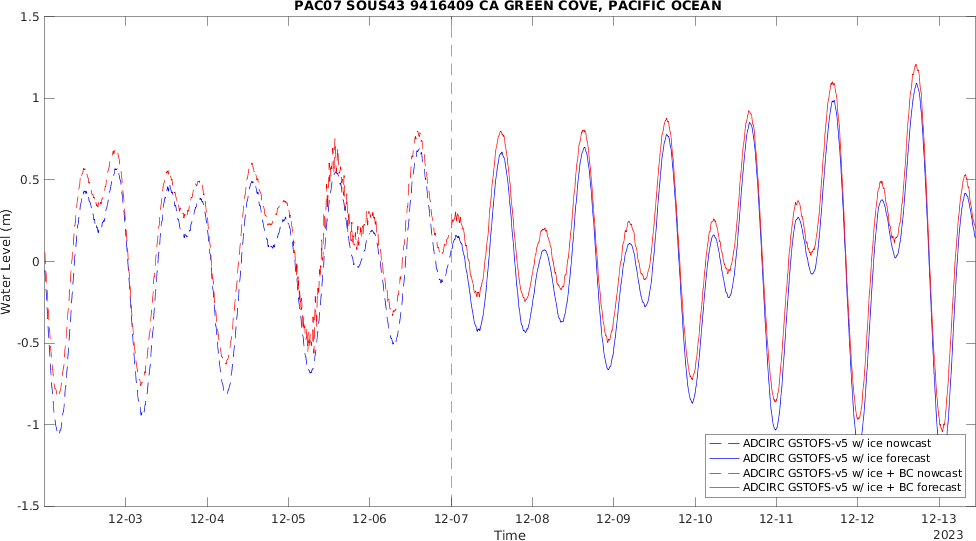 PAC07 SOUS43 9416409 CA GREEN COVE, PACIFIC OCEAN
1.5
1
0.5
0
-0.5
-1
-1.5
Water Level (m)
12-03 12-04 12-05 12-06 12-07 12-08 12-09 12-10 12-11 12-12 12-13
Time
2023
ADCIRC GSTOFS-v5 w/ ice nowcast
ADCIRC GSTOFS-v5 w/ ice forecast
ADCIRC GSTOFS-v5 w/ ice + BC nowcast
ADCIRC GSTOFS-v5 w/ ice + BC forecast